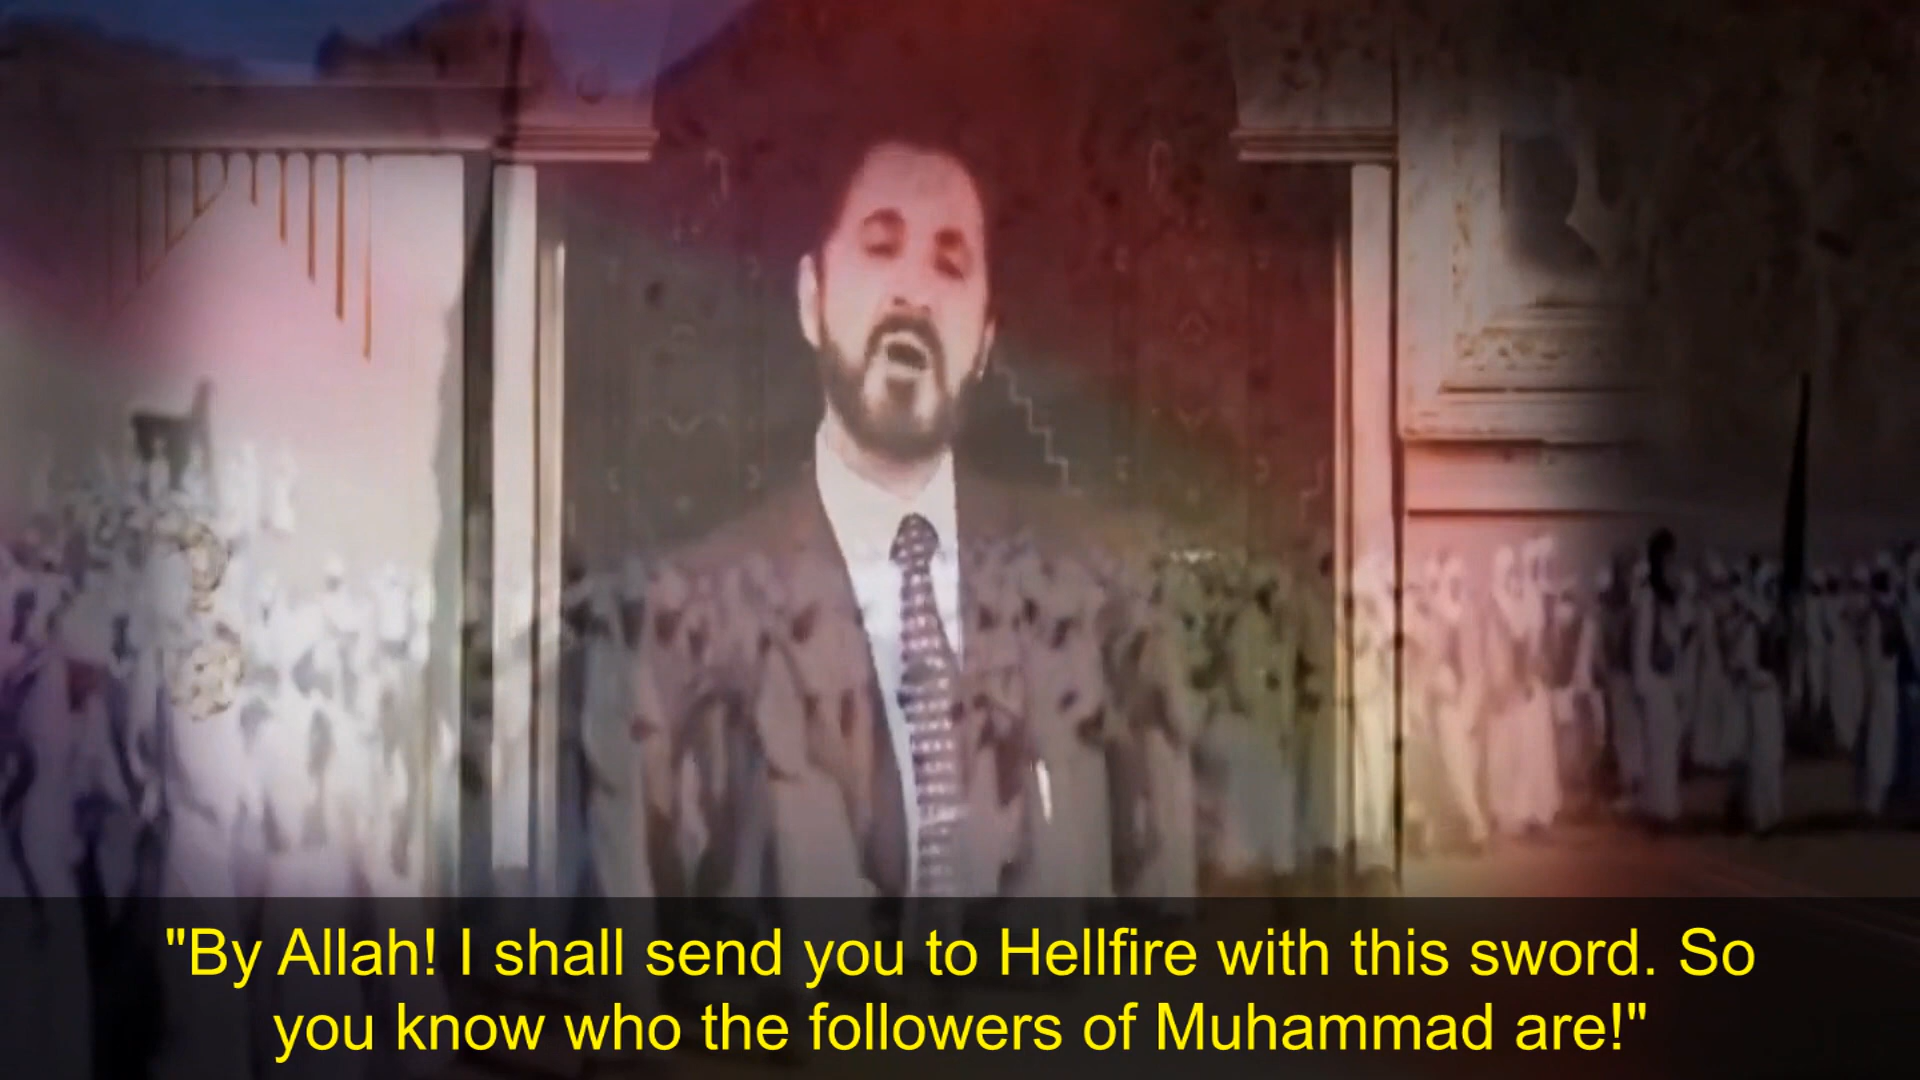 "By Allah! I shall send you to Hellfire with this sword. So
you know who the followers of Muhammad are!"